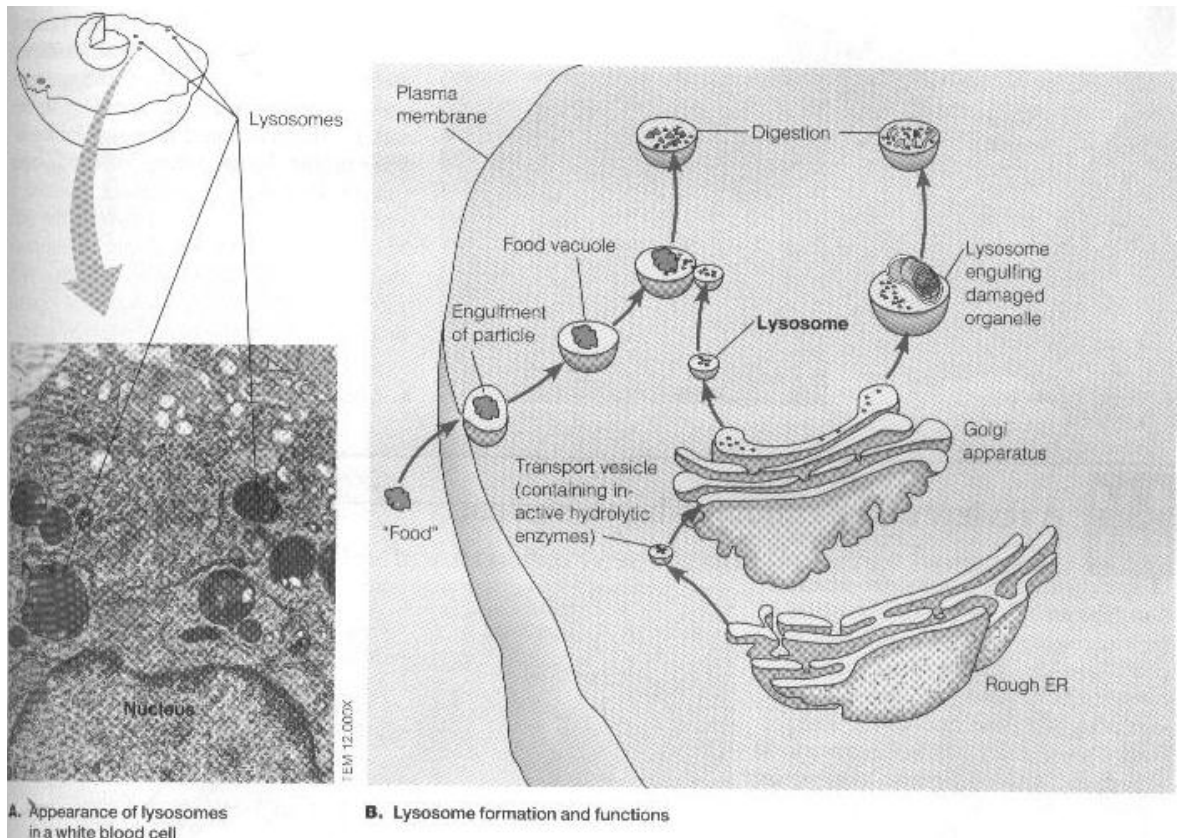 Lysosomes
Nucleus
TEM 12,000X
A. Appearance of lysosomes
in a white blood cell
Plasma
membrane
Digestion
Food vacuole
Lysosome
engulfing
damaged
organelle
Engulfment
of particle
Lysosome
Golgi
apparatus
Transport vesicle
(containing in-
active hydrolytic
enzymes)
"Food"
Rough ER
B. Lysosome formation and functions